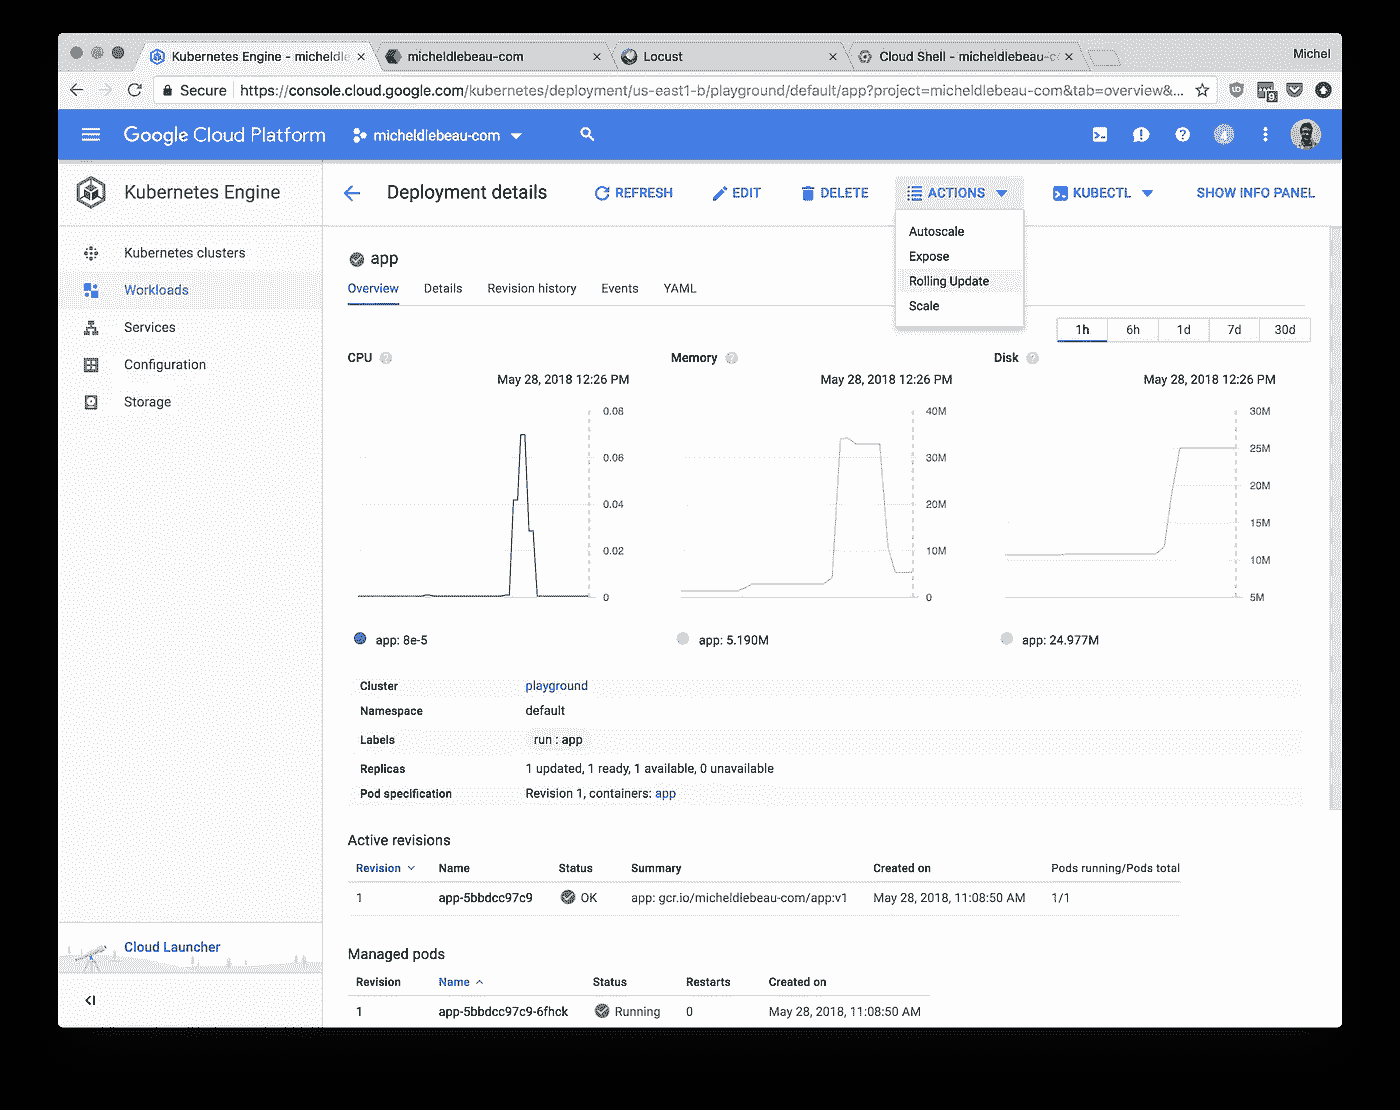 Kubernetes Engine - micheldle
micheldlebeau-com
Locust
Cloud Shell - micheldlebeau-c
Michel
Secure
https://console.cloud.google.com/kubernetes/deployment/us-east1-b/playground/default/app?project=micheldlebeau-com&tab=overview&...
9
Google Cloud Platform
micheldlebeau-com
4
Kubernetes Engine
Deployment details
REFRESH
EDIT
DELETE
ACTIONS
KUBECTL
SHOW INFO PANEL
Autoscale
Expose
Rolling Update
Scale
Kubernetes clusters
Workloads
Services
Configuration
Storage
app
Overview Details Revision history Events YAML
1h 6h 1d 7d 30d
CPU
May 28, 2018 12:26 PM
0.08
0.06
0.04
0.02
0
app: 8e-5
Memory
May 28, 2018 12:26 PM
40M
30M
20M
10M
0
app: 5.190M
Disk
May 28, 2018 12:26 PM
30M
25M
20M
15M
10M
5M
app: 24.977M
Cluster playground
Namespace default
Labels run : app
Replicas 1 updated, 1 ready, 1 available, 0 unavailable
Pod specification Revision 1, containers: app
Active revisions
Revision Name Status Summary Created on Pods running/Pods total
1 app-5bbdcc97c9 OK app: gcr.io/micheldlebeau-com/app:v1 May 28, 2018, 11:08:50 AM 1/1
Managed pods
Revision Name Status Restarts Created on
1 app-5bbdcc97c9-6fhck Running 0 May 28, 2018, 11:08:50 AM
Cloud Launcher